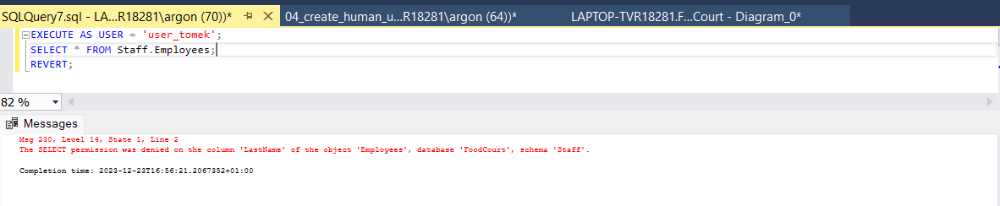 SQLQuery7.sql - LA...R18281\argon (70))*
04_create_human_u...R18281\argon (64))*
LAPTOP-TVR18281.F...Court - Diagram_0*
EXECUTE AS USER = 'user_tomek';
SELECT * FROM Staff.Employees;
REVERT;
82 %
Messages
Msg 230, Level 14, State 1, Line 2
The SELECT permission was denied on the column 'LastName' of the object 'Employees', database 'FoodCourt', schema 'Staff'.
Completion time: 2023-12-23T16:56:21.2067352+01:00